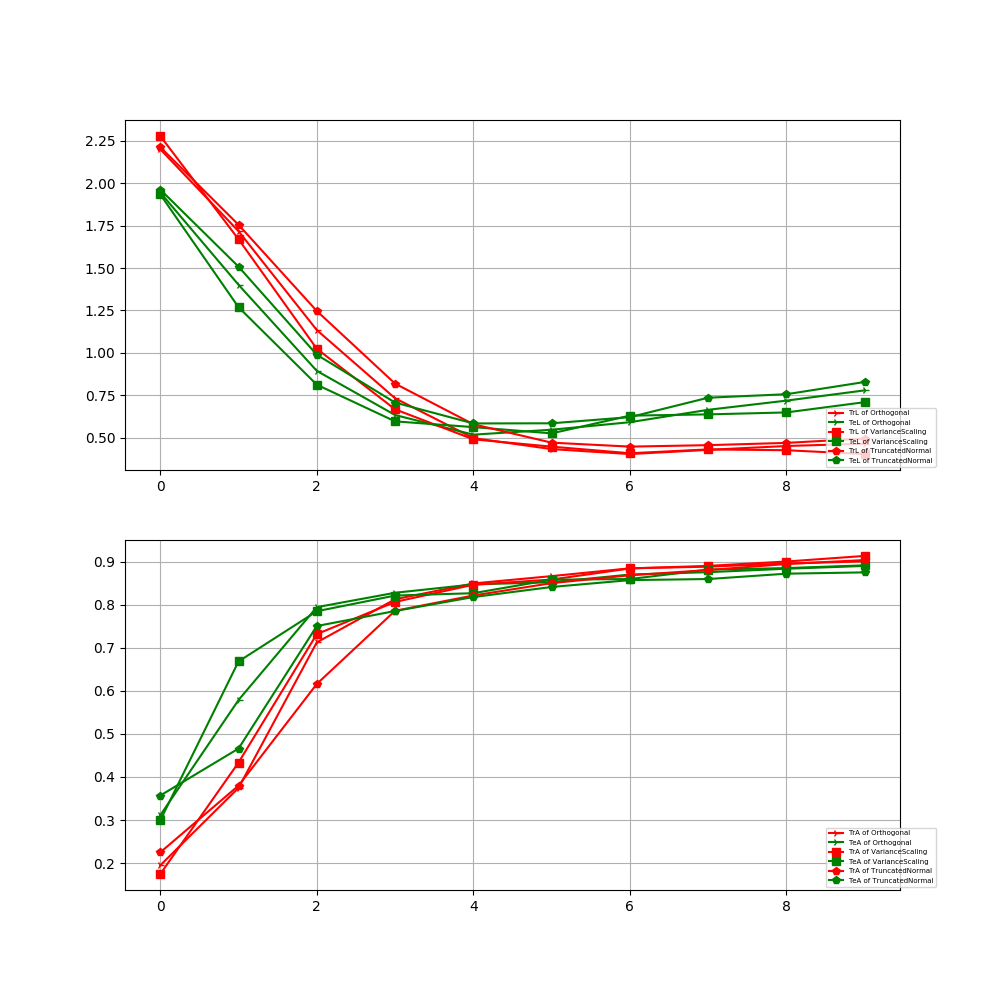 2.25
2.00
1.75
1.50
1.25
1.00
0.75
0.50
TrL of Orthogonal
TeL of Orthogonal
TrL of VarianceScaling
TeL of VarianceScaling
TrL of TruncatedNormal
TeL of TruncatedNormal
0 2 4 6 8
0.9
0.8
0.7
0.6
0.5
0.4
0.3
0.2
TrA of Orthogonal
TeA of Orthogonal
TrA of VarianceScaling
TeA of VarianceScaling
TrA of TruncatedNormal
TeA of TruncatedNormal
0 2 4 6 8